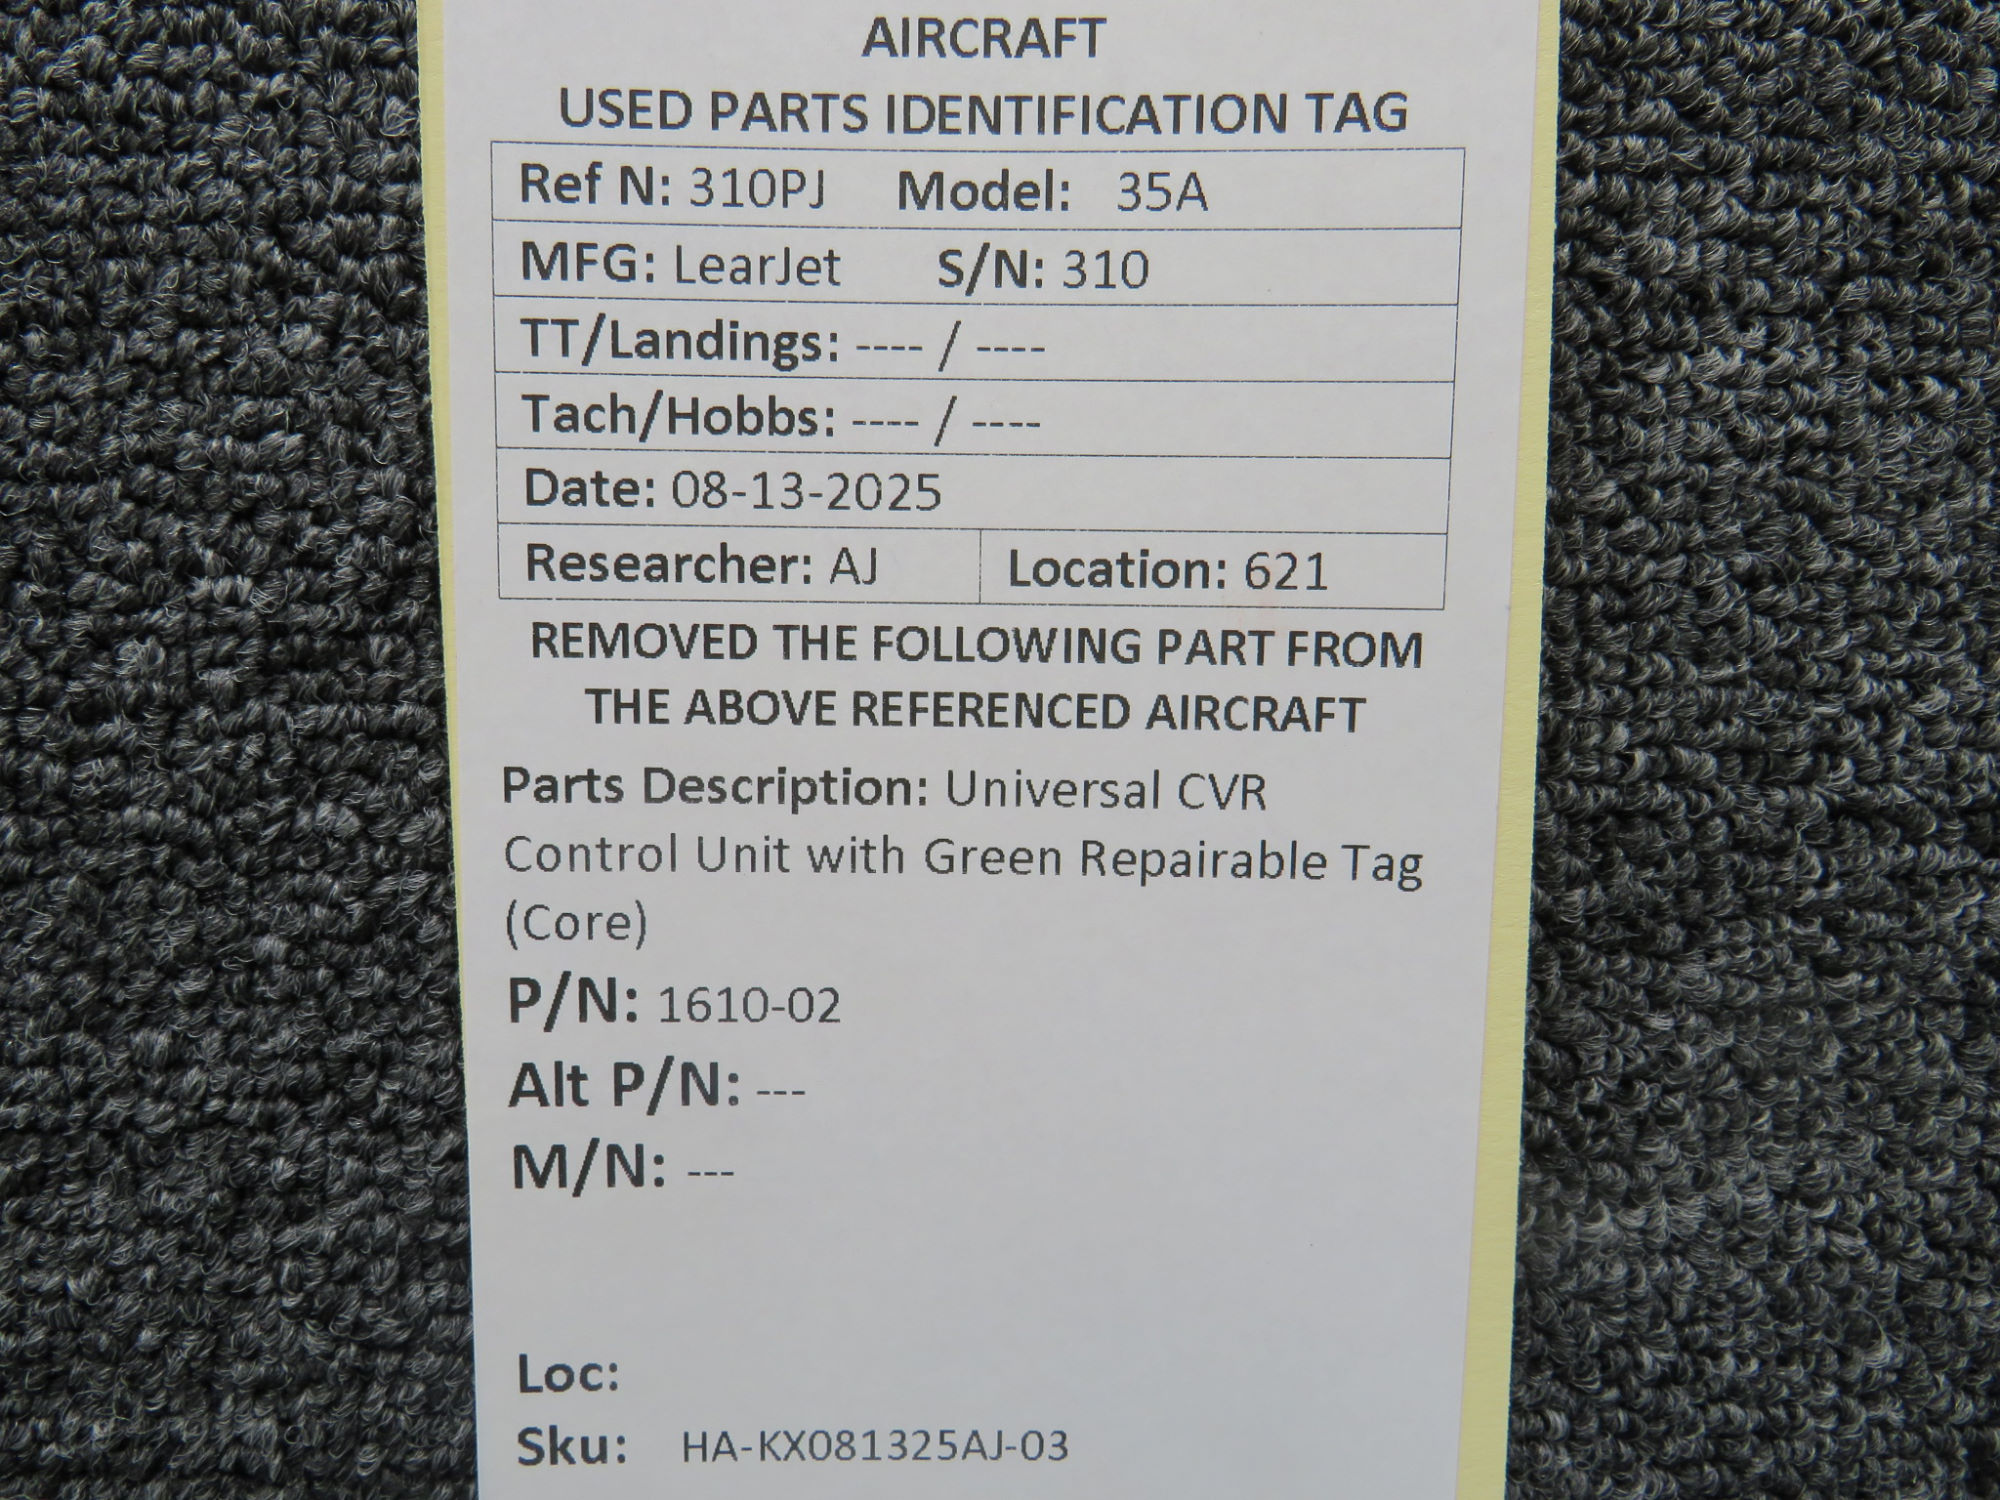 AIRCRAFT
USED PARTS IDENTIFICATION TAG
Ref N: 310PJ Model: 35A
MFG: LearJet S/N: 310
TT/Landings: ---- / ----
Tach/Hobbs: ---- / ----
Date: 08-13-2025
Researcher: AJ Location: 621
REMOVED THE FOLLOWING PART FROM
THE ABOVE REFERENCED AIRCRAFT
Parts Description: Universal CVR
Control Unit with Green Repairable Tag
(Core)
P/N: 1610-02
Alt P/N: ---
M/N: ---
Loc:
Sku: HA-KX081325AJ-03